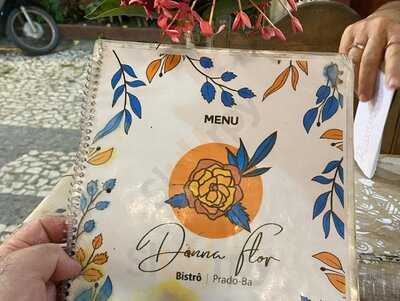 MENU
Donna Flor
Bistrô | Prado-Ba